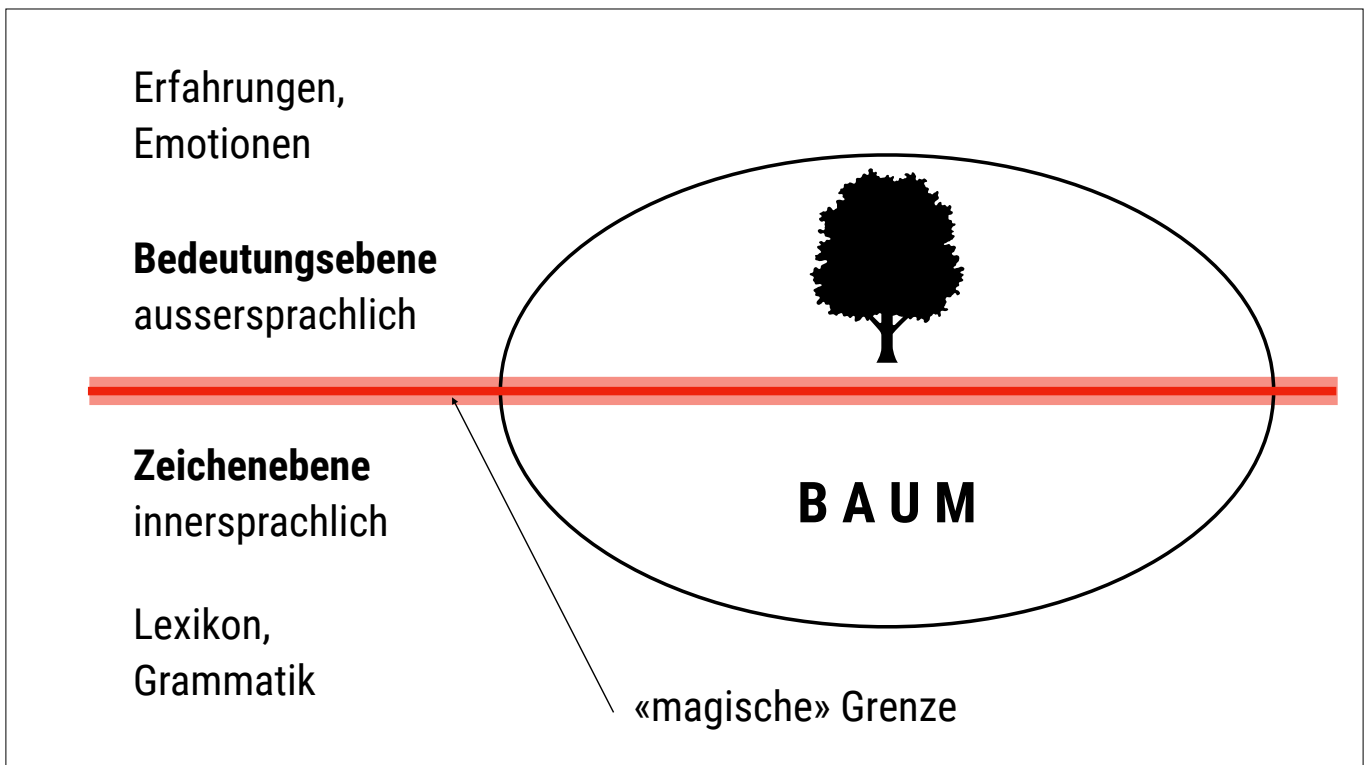 Erfahrungen,
Emotionen
Bedeutungsebene
aussersprachlich
Zeichenebene
innersprachlich
B A U M
Lexikon,
Grammatik
«magische» Grenze